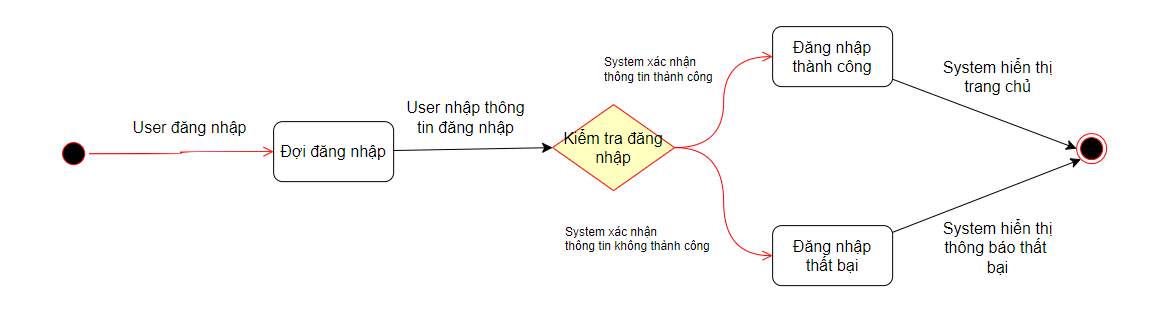 User đăng nhập
Đợi đăng nhập
User nhập thông
tin đăng nhập
Kiểm tra đăng
nhập
System xác nhận
thông tin thành công
System xác nhận
thông tin không thành công
Đăng nhập
thành công
Đăng nhập
thất bại
System hiển thị
trang chủ
System hiển thị
thông báo thất
bại